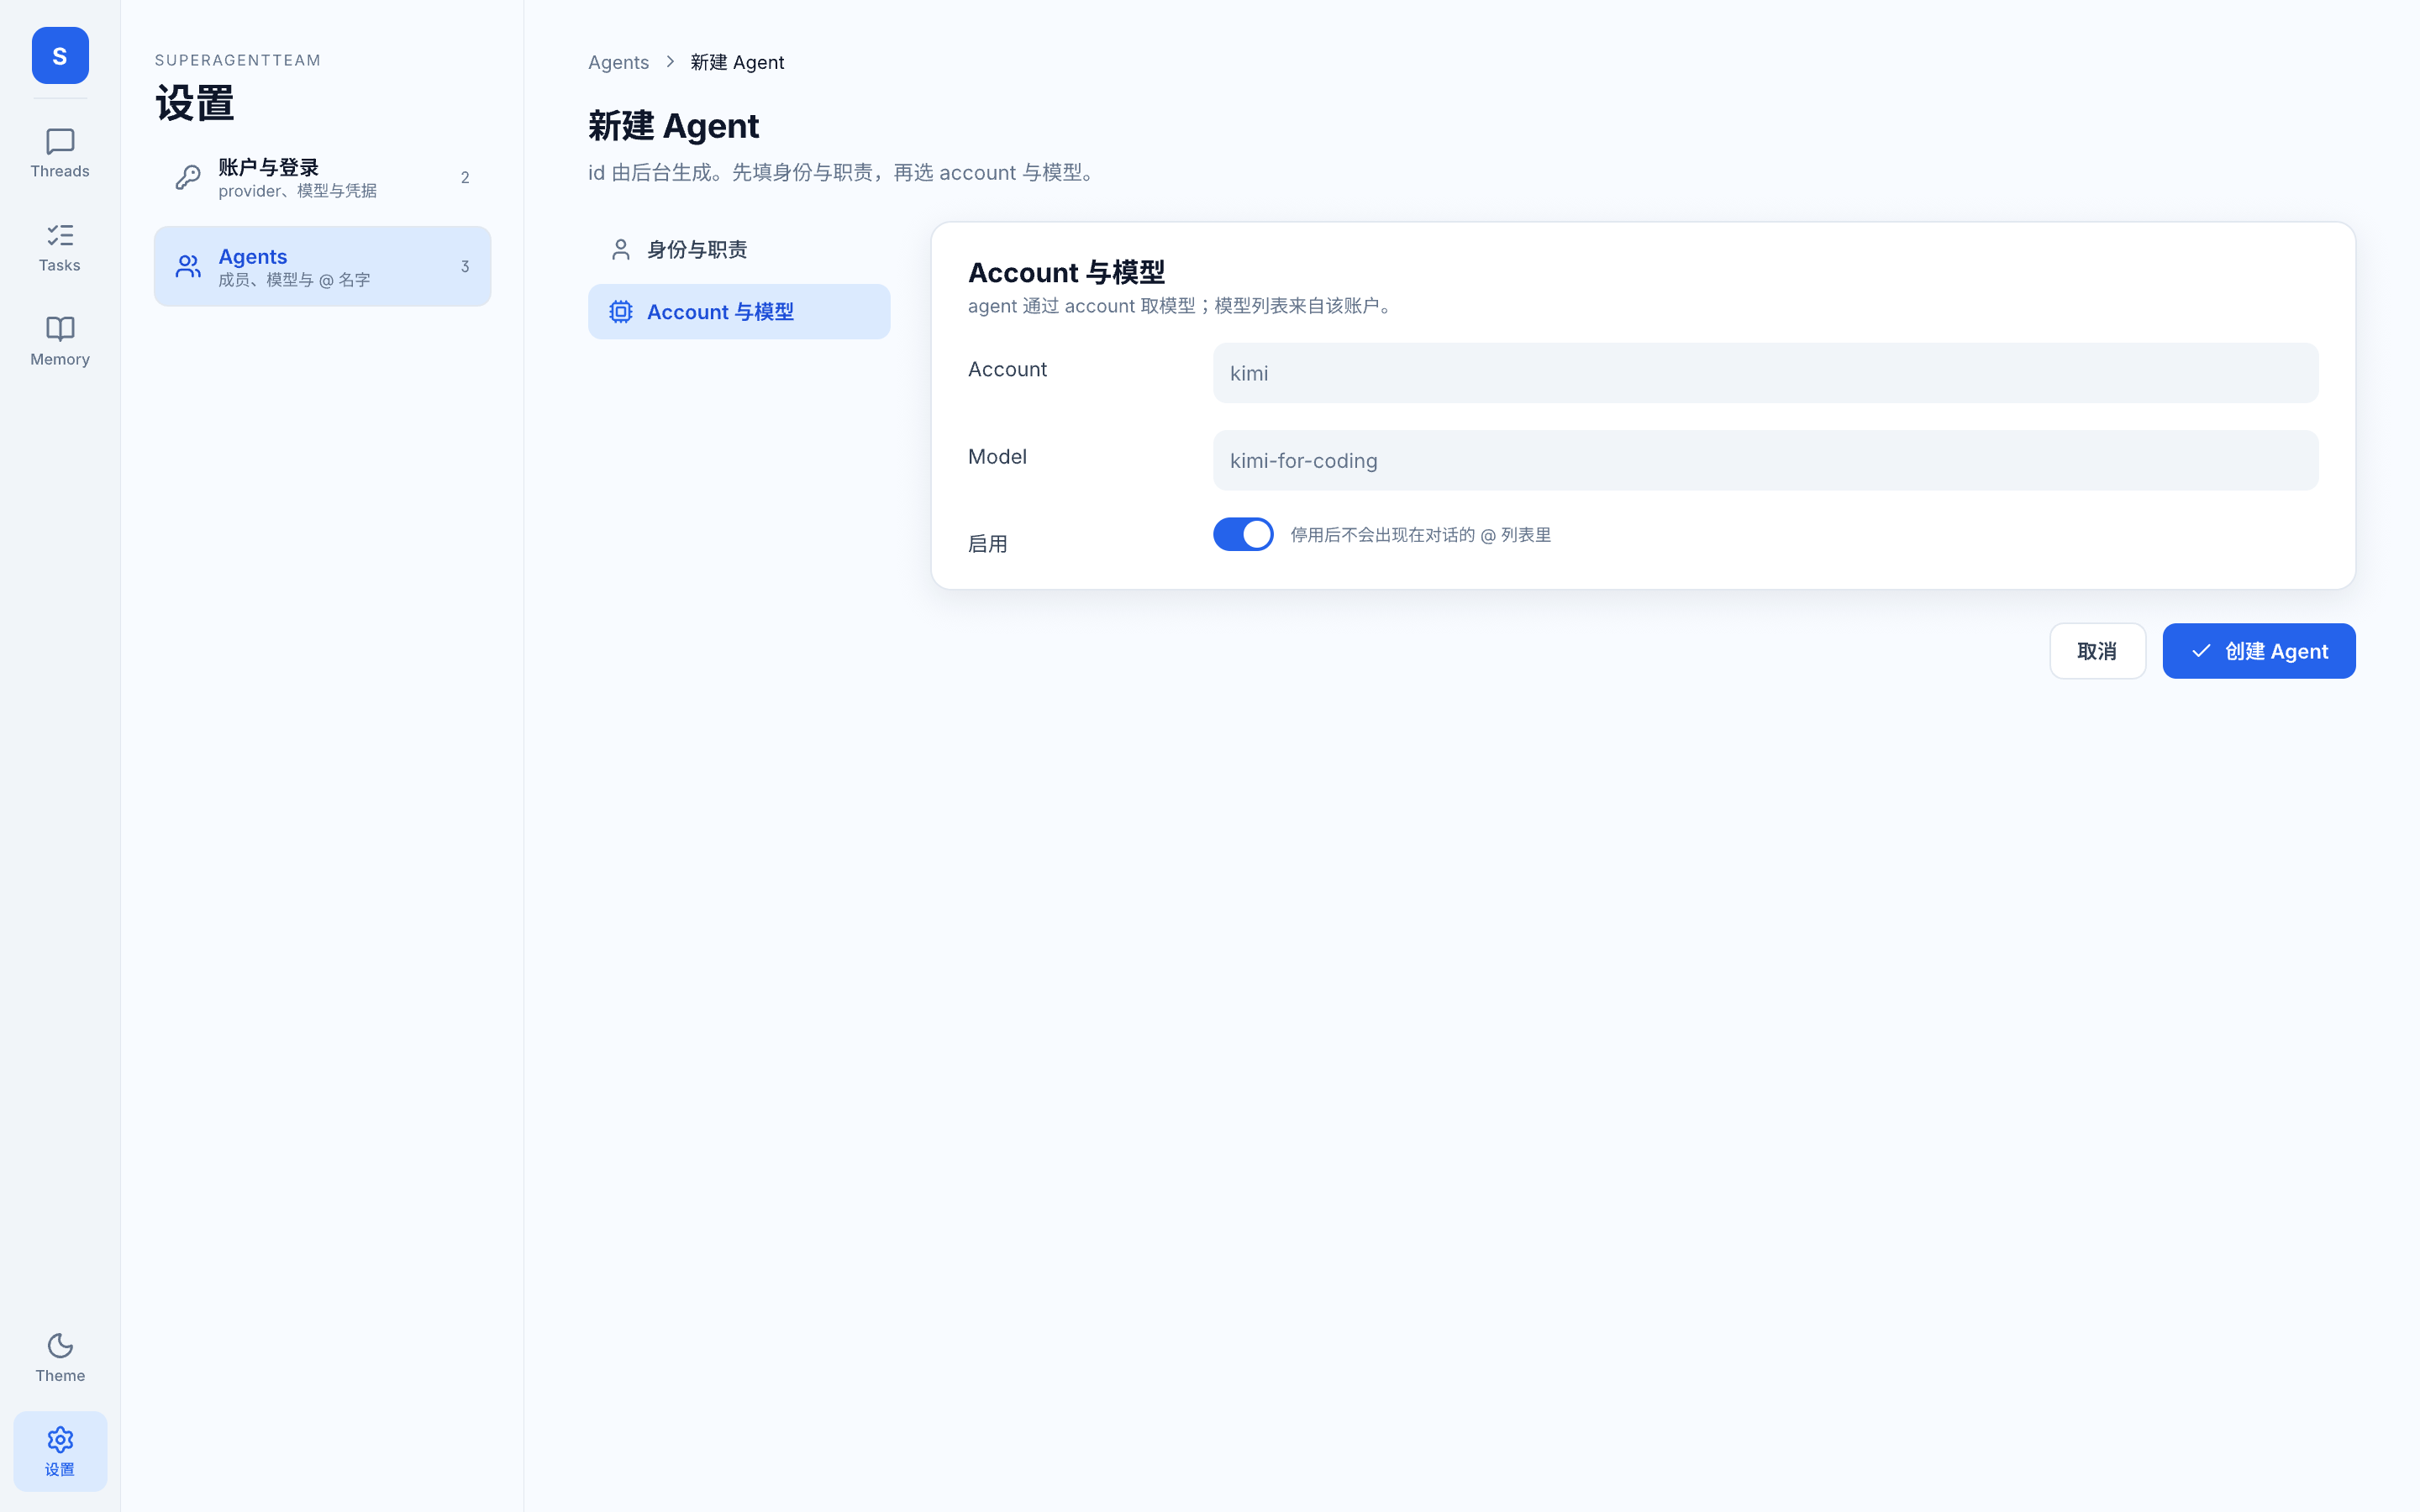 S
Threads
Tasks
Memory
Theme
设置
SUPERAGENTTEAM
设置
账户与登录
provider、模型与凭据
2
Agents
成员、模型与 @ 名字
3
Agents
新建 Agent
新建 Agent
id 由后台生成。先填身份与职责，再选 account 与模型。
身份与职责
Account 与模型
Account 与模型
agent 通过 account 取模型；模型列表来自该账户。
Account
kimi
Model
kimi-for-coding
启用
停用后不会出现在对话的 @ 列表里
取消
创建 Agent